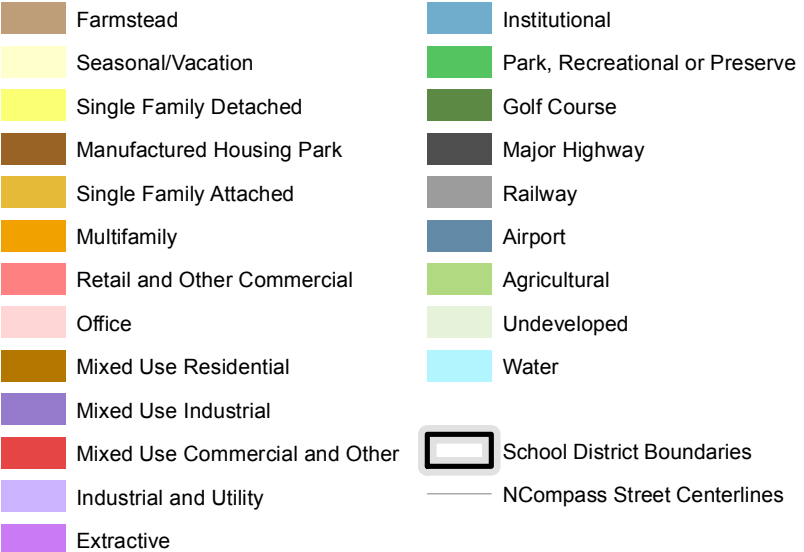 Farmstead
Seasonal/Vacation
Single Family Detached
Manufactured Housing Park
Single Family Attached
Multifamily
Retail and Other Commercial
Office
Mixed Use Residential
Mixed Use Industrial
Mixed Use Commercial and Other
Industrial and Utility
Extractive
Institutional
Park, Recreational or Preserve
Golf Course
Major Highway
Railway
Airport
Agricultural
Undeveloped
Water
School District Boundaries
NCompass Street Centerlines